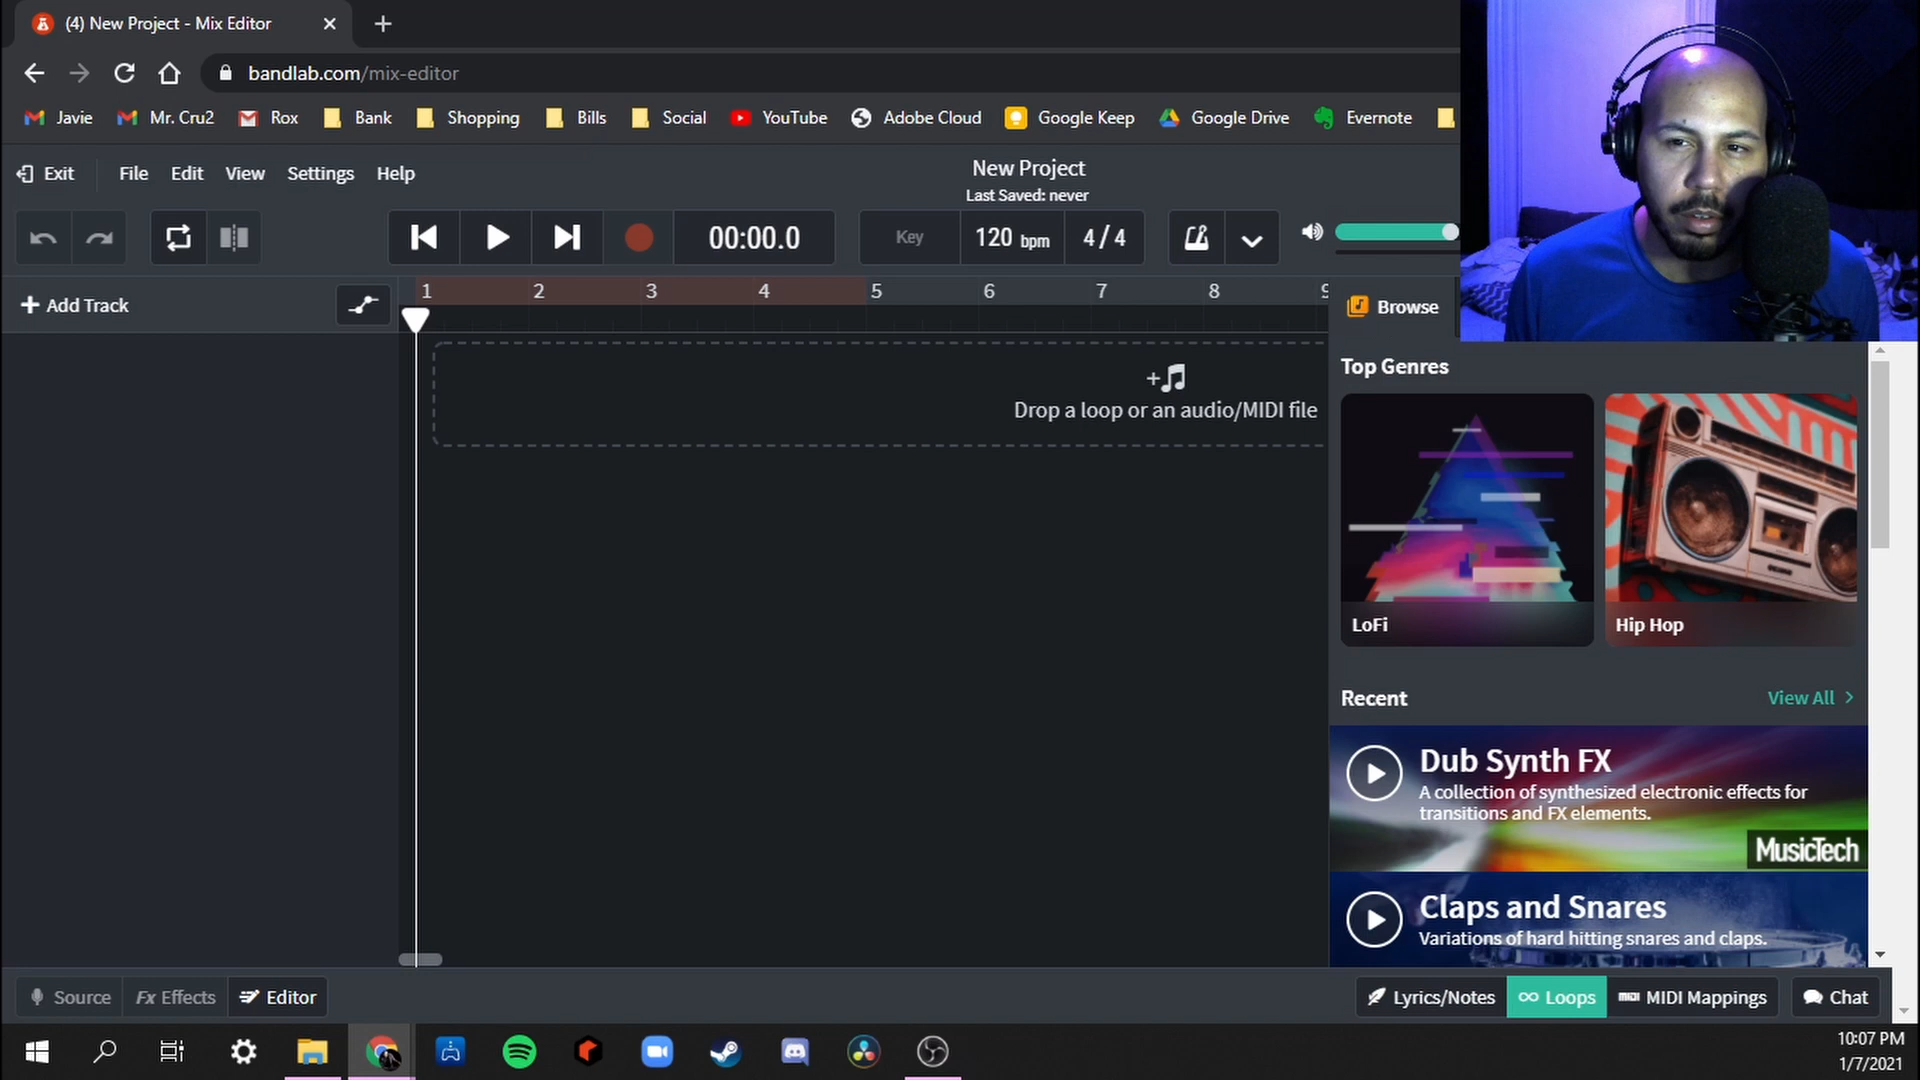 (4) New Project - Mix Editor
bandlab.com/mix-editor
Javie Mr. Cru2 Rox Bank Shopping Bills Social YouTube Adobe Cloud Google Keep Google Drive Evernote
Exit File Edit View Settings Help
New Project
Last Saved: never
00:00.0 Key 120 bpm 4/4
+ Add Track
1 2 3 4 5 6 7 8 9
Browse
Drop a loop or an audio/MIDI file
Top Genres
LoFi Hip Hop
Recent View All >
Dub Synth FX
A collection of synthesized electronic effects for
transitions and FX elements.
MusicTech
Claps and Snares
Variations of hard hitting snares and claps.
Source Fx Effects Editor Lyrics/Notes Loops MIDI MIDI Mappings Chat
10:07 PM
1/7/2021